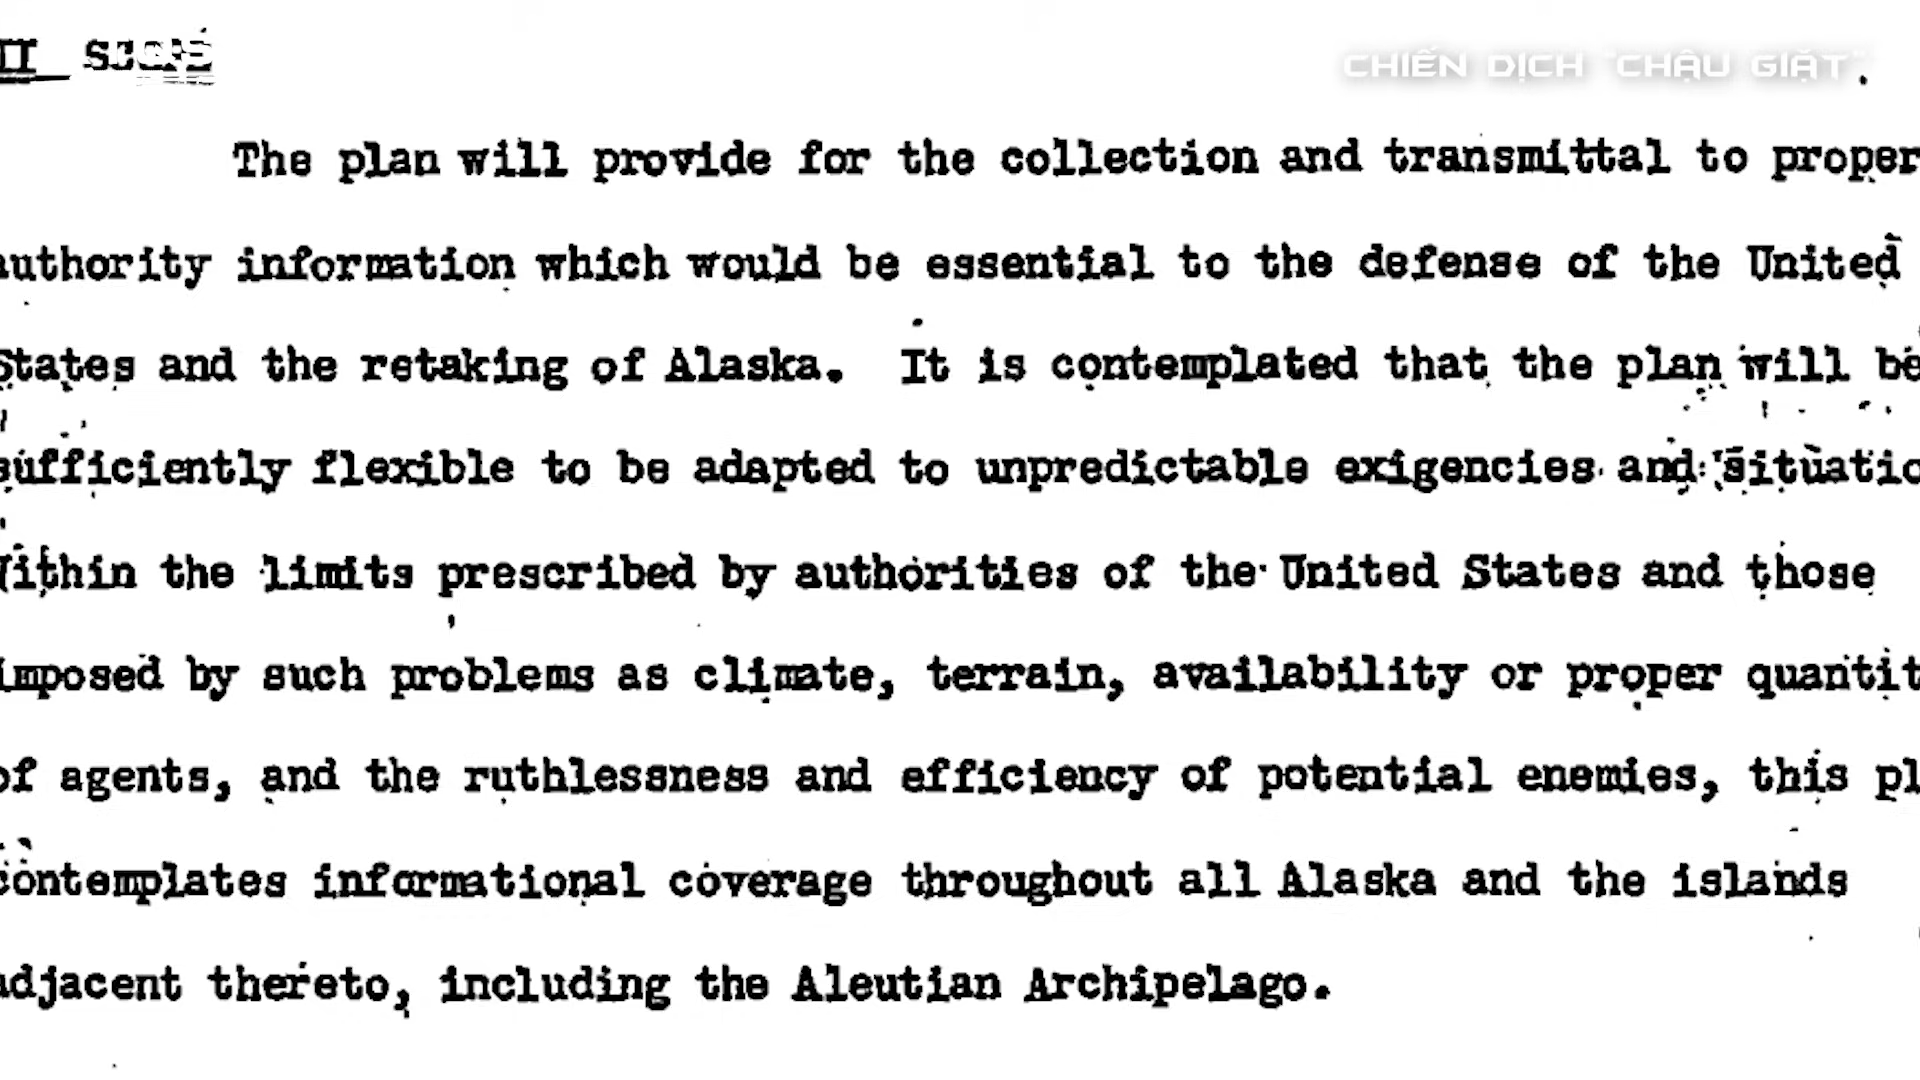 II
CHIẾN DỊCH "CHẬU GIẶT"
The plan will provide for the collection and transmittal to proper
authority information which would be essential to the defense of the United
States and the retaking of Alaska. It is contemplated that the plan will be
sufficiently flexible to be adapted to unpredictable exigencies and situatio
Within the limits prescribed by authorities of the United States and those
imposed by such problems as climate, terrain, availability or proper quantit
of agents, and the ruthlessness and efficiency of potential enemies, this pl
contemplates informational coverage throughout all Alaska and the islands
adjacent thereto, including the Aleutian Archipelago.